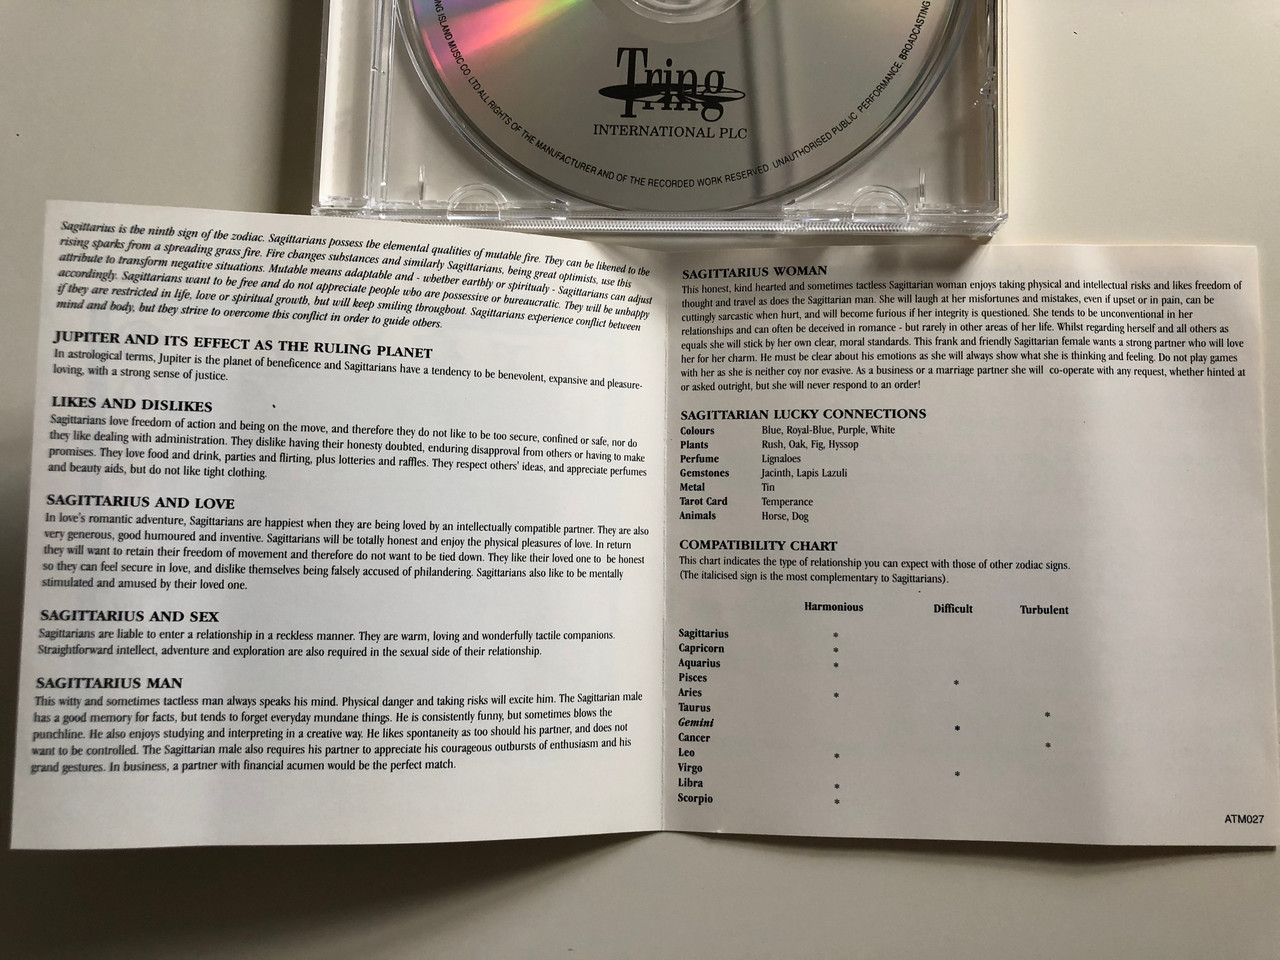 NG ISLAND MUSIC CO. LTD ALL RIGHTS OF THE MANUFACTURER AND OF THE RECORDED WORK RESERVED. UNAUTHORISED PUBLIC PERFORMANCE. BROADCASTING
Tring
INTERNATIONAL PLC
Sagittarius is the ninth sign of the zodiac. Sagittarians possess the elemental qualities of mutable fire. They can be likened to the
rising sparks from a spreading grass fire. Fire changes substances and similarly Sagittarians, being great optimists, use this
attribute to transform negative situations. Mutable means adaptable and - whether earthly or spiritualy - Sagittarians can adjust
accordingly. Sagittarians want to be free and do not appreciate people who are possessive or bureaucratic. They will be unhappy
if they are restricted in life, love or spiritual growth, but will keep smiling throughout. Sagittarians experience conflict between
mind and body, but they strive to overcome this conflict in order to guide others.
JUPITER AND ITS EFFECT AS THE RULING PLANET
In astrological terms, Jupiter is the planet of beneficence and Sagittarians have a tendency to be benevolent, expansive and pleasure-
loving, with a strong sense of justice.
LIKES AND DISLIKES
Sagittarians love freedom of action and being on the move, and therefore they do not like to be too secure, confined or safe, nor do
they like dealing with administration. They dislike having their honesty doubted, enduring disapproval from others or having to make
promises. They love food and drink, parties and flirting, plus lotteries and raffles. They respect others' ideas, and appreciate perfumes
and beauty aids, but do not like tight clothing.
SAGITTARIUS AND LOVE
In love's romantic adventure, Sagittarians are happiest when they are being loved by an intellectually compatible partner. They are also
very generous, good humoured and inventive. Sagittarians will be totally honest and enjoy the physical pleasures of love. In return
they will want to retain their freedom of movement and therefore do not want to be tied down. They like their loved one to be honest
so they can feel secure in love, and dislike themselves being falsely accused of philandering. Sagittarians also like to be mentally
stimulated and amused by their loved one.
SAGITTARIUS AND SEX
Sagittarians are liable to enter a relationship in a reckless manner. They are warm, loving and wonderfully tactile companions.
Straightforward intellect, adventure and exploration are also required in the sexual side of their relationship.
SAGITTARIUS MAN
This witty and sometimes tactless man always speaks his mind. Physical danger and taking risks will excite him. The Sagittarian male
has a good memory for facts, but tends to forget everyday mundane things. He is consistently funny, but sometimes blows the
punchline. He also enjoys studying and interpreting in a creative way. He likes spontaneity as too should his partner, and does not
want to be controlled. The Sagittarian male also requires his partner to appreciate his courageous outbursts of enthusiasm and his
grand gestures. In business, a partner with financial acumen would be the perfect match.
SAGITTARIUS WOMAN
This honest, kind hearted and sometimes tactless Sagittarian woman enjoys taking physical and intellectual risks and likes freedom of
thought and travel as does the Sagittarian man. She will laugh at her misfortunes and mistakes, even if upset or in pain, can be
cuttingly sarcastic when hurt, and will become furious if her integrity is questioned. She tends to be unconventional in her
relationships and can often be deceived in romance - but rarely in other areas of her life. Whilst regarding herself and all others as
equals she will stick by her own clear, moral standards. This frank and friendly Sagittarian female wants a strong partner who will love
her for her charm. He must be clear about his emotions as she will always show what she is thinking and feeling. Do not play games
with her as she is neither coy nor evasive. As a business or a marriage partner she will co-operate with any request, whether hinted at
or asked outright, but she will never respond to an order!
SAGITTARIAN LUCKY CONNECTIONS
Colours Blue, Royal-Blue, Purple, White
Plants Rush, Oak, Fig, Hyssop
Perfume Lignaloes
Gemstones Jacinth, Lapis Lazuli
Metal Tin
Tarot Card Temperance
Animals Horse, Dog
COMPATIBILITY CHART
This chart indicates the type of relationship you can expect with those of other zodiac signs.
(The italicised sign is the most complementary to Sagittarians).
Harmonious Difficult Turbulent
Sagittarius *
Capricorn *
Aquarius *
Pisces *
Aries *
Taurus *
Gemini *
Cancer *
Leo *
Virgo *
Libra *
Scorpio *
ATM027